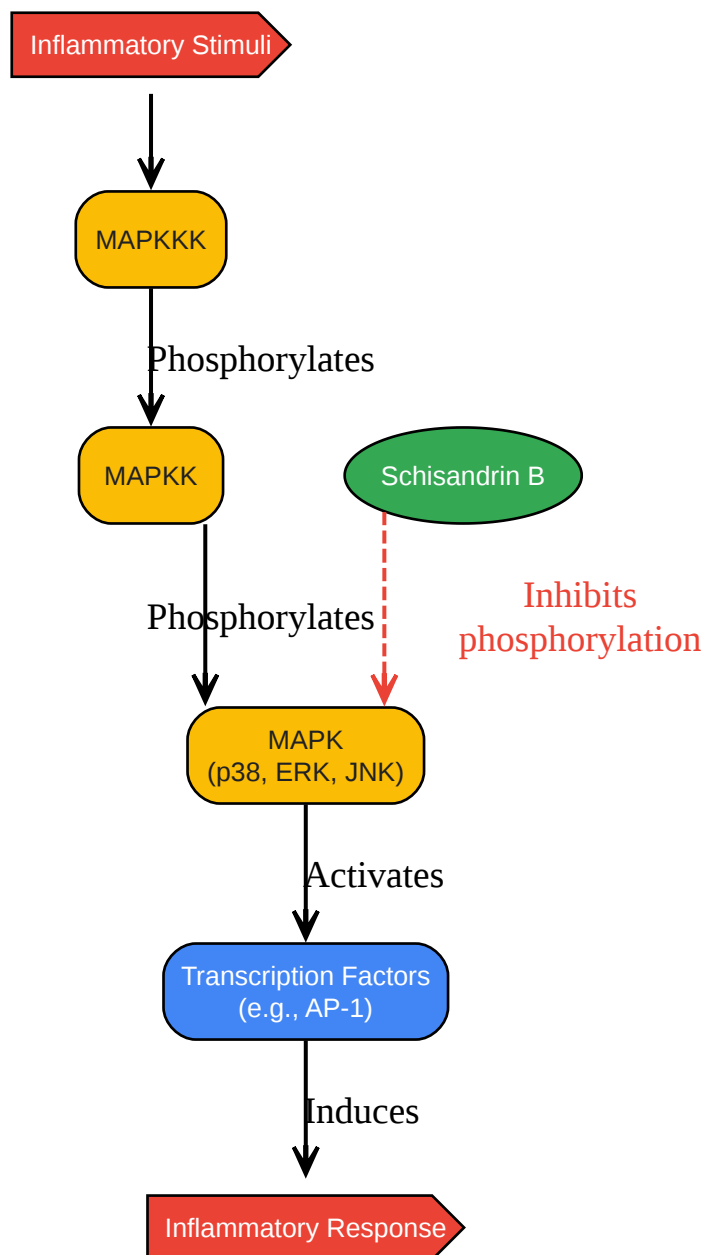 Inflammatory Stimuli
MAPKKK
Phosphorylates
MAPKK
Schisandrin B
Phosphorylates
Inhibits
phosphorylation
MAPK
(p38, ERK, JNK)
Activates
Transcription Factors
(e.g., AP-1)
Induces
Inflammatory Response